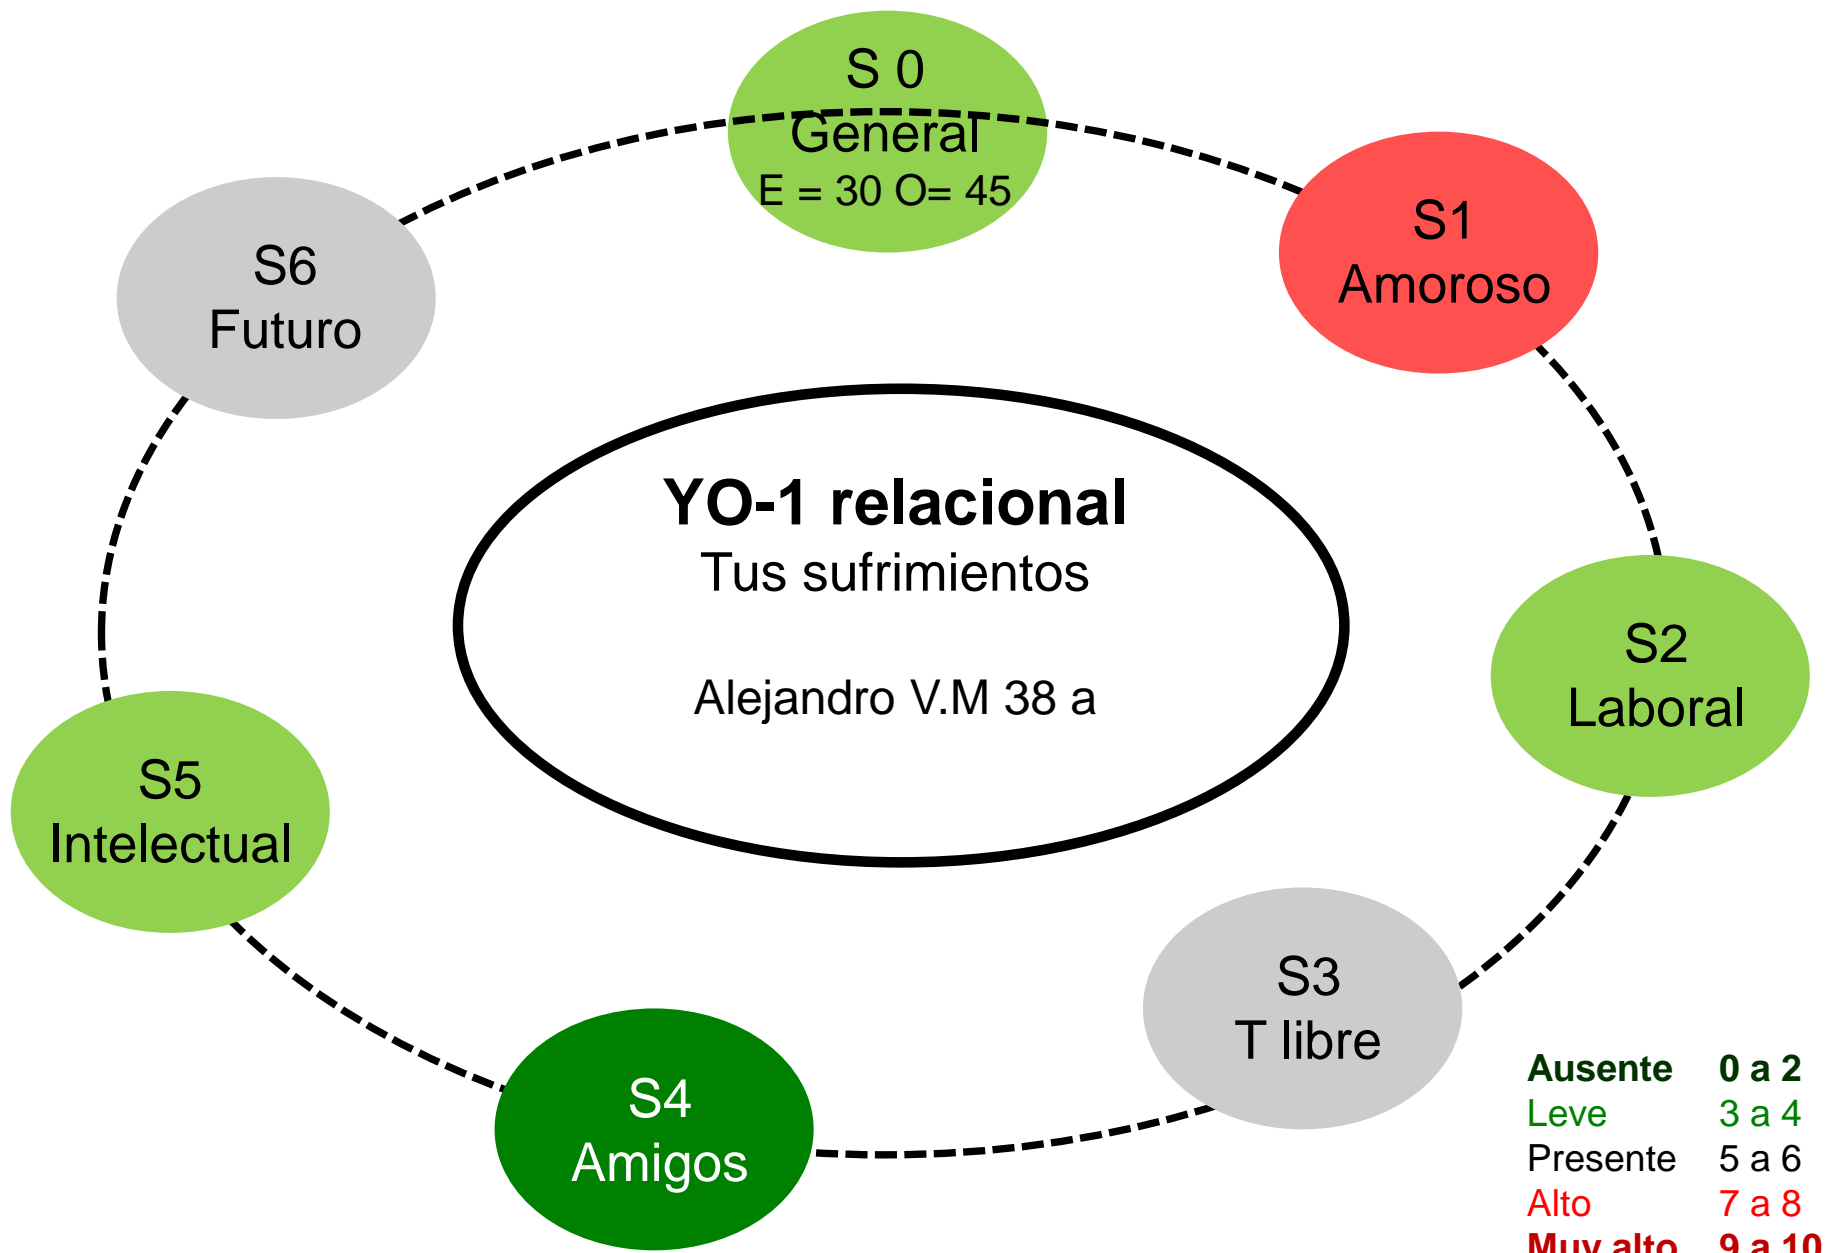 S 0
General
E = 30 O= 45
S1
Amoroso
S6
Futuro
YO-1 relacional
Tus sufrimientos
Alejandro V.M 38 a
S2
Laboral
S5
Intelectual
S3
T libre
S4
Amigos
Ausente 0 a 2
Leve 3 a 4
Presente 5 a 6
Alto 7 a 8
Muy alto 9 a 10